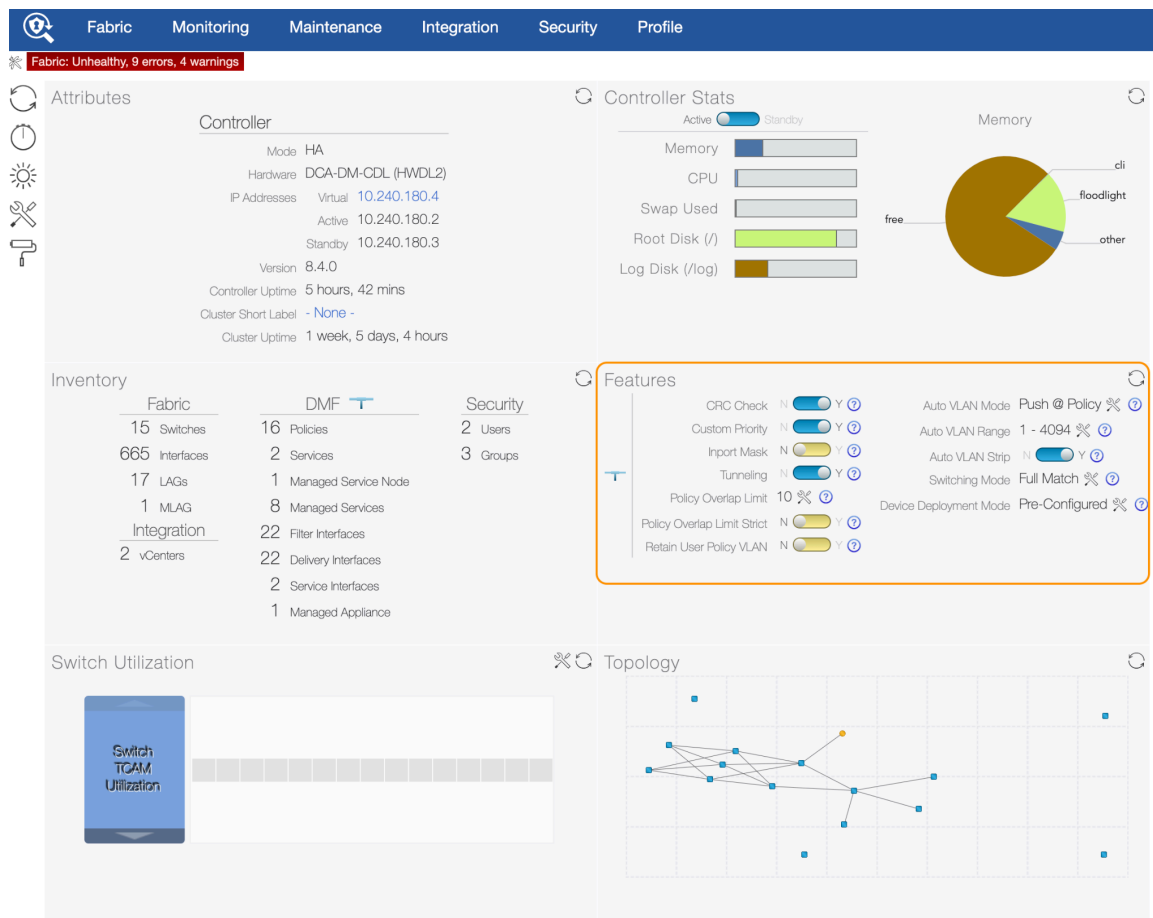 Fabric Monitoring Maintenance Integration Security Profile
Fabric: Unhealthy, 9 errors, 4 warnings
Attributes
Controller
Mode HA
Hardware DCA-DM-CDL (HWDL2)
IP Addresses Virtual 10.240.180.4
Active 10.240.180.2
Standby 10.240.180.3
Version 8.4.0
Controller Uptime 5 hours, 42 mins
Cluster Short Label - None -
Cluster Uptime 1 week, 5 days, 4 hours
Controller Stats
Active Standby
Memory
CPU
Swap Used
Root Disk (/)
Log Disk (/log)
Memory
cli
floodlight
free
other
Inventory
Fabric
15 Switches
665 Interfaces
17 LAGs
1 MLAG
Integration
2 vCenters
DMF
16 Policies
2 Services
1 Managed Service Node
8 Managed Services
22 Filter Interfaces
22 Delivery Interfaces
2 Service Interfaces
1 Managed Appliance
Security
2 Users
3 Groups
Features
CRC Check N Y ?
Custom Priority N Y ?
Inport Mask N Y ?
Tunneling N Y ?
Policy Overlap Limit 10 ?
Policy Overlap Limit Strict N Y ?
Retain User Policy VLAN N Y ?
Auto VLAN Mode Push @ Policy ?
Auto VLAN Range 1 - 4094 ?
Auto VLAN Strip N Y ?
Switching Mode Full Match ?
Device Deployment Mode Pre-Configured ?
Switch Utilization
Switch
TCAM
Utilization
Topology